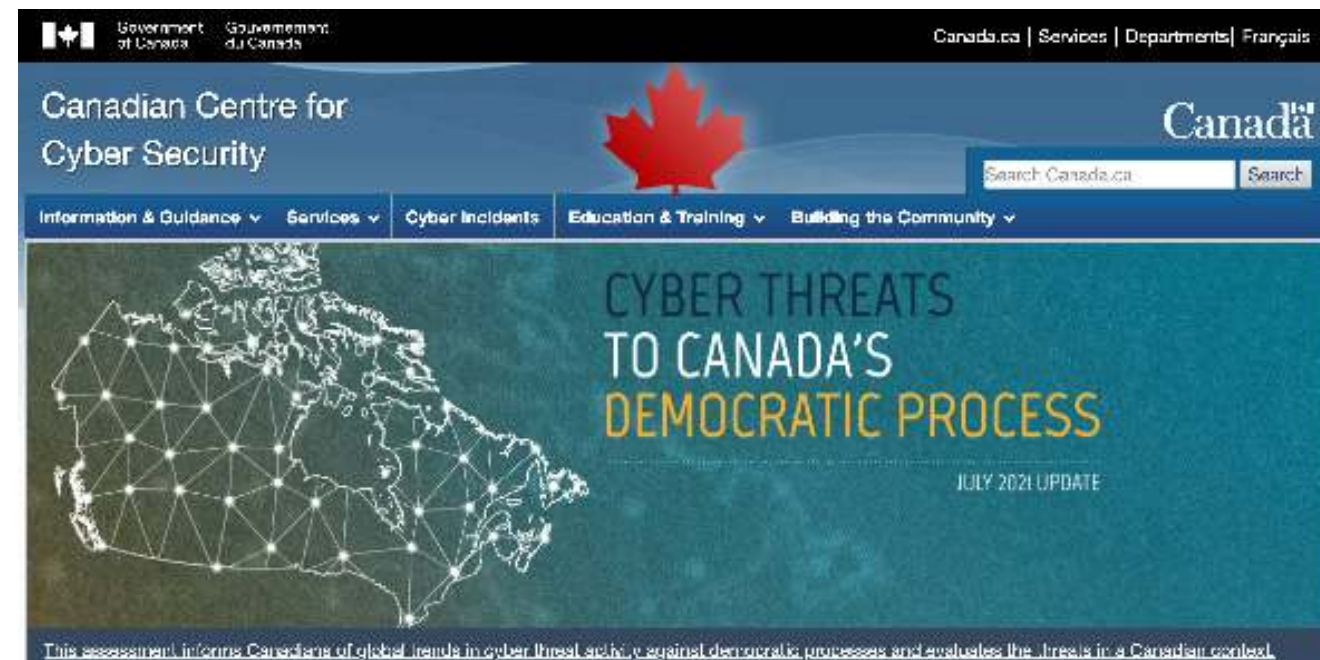 Government Gouvernement
of Canada du Canada
Canada.ca | Services | Departments| Français
Canadian Centre for
Cyber Security
Canada
Search Canada.ca Search
Information & Guidance Services Cyber Incidents Education & Training Building the Community
CYBER THREATS
TO CANADA'S
DEMOCRATIC PROCESS
JULY 2021 UPDATE
This assessment informs Canadians of global trends in cyber threat activity against democratic processes and evaluates the threats in a Canadian context.